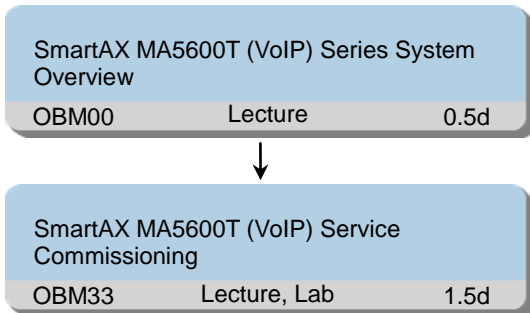 SmartAX MA5600T (VoIP) Series System
Overview
OBM00 Lecture 0.5d
SmartAX MA5600T (VoIP) Service
Commissioning
OBM33 Lecture, Lab 1.5d